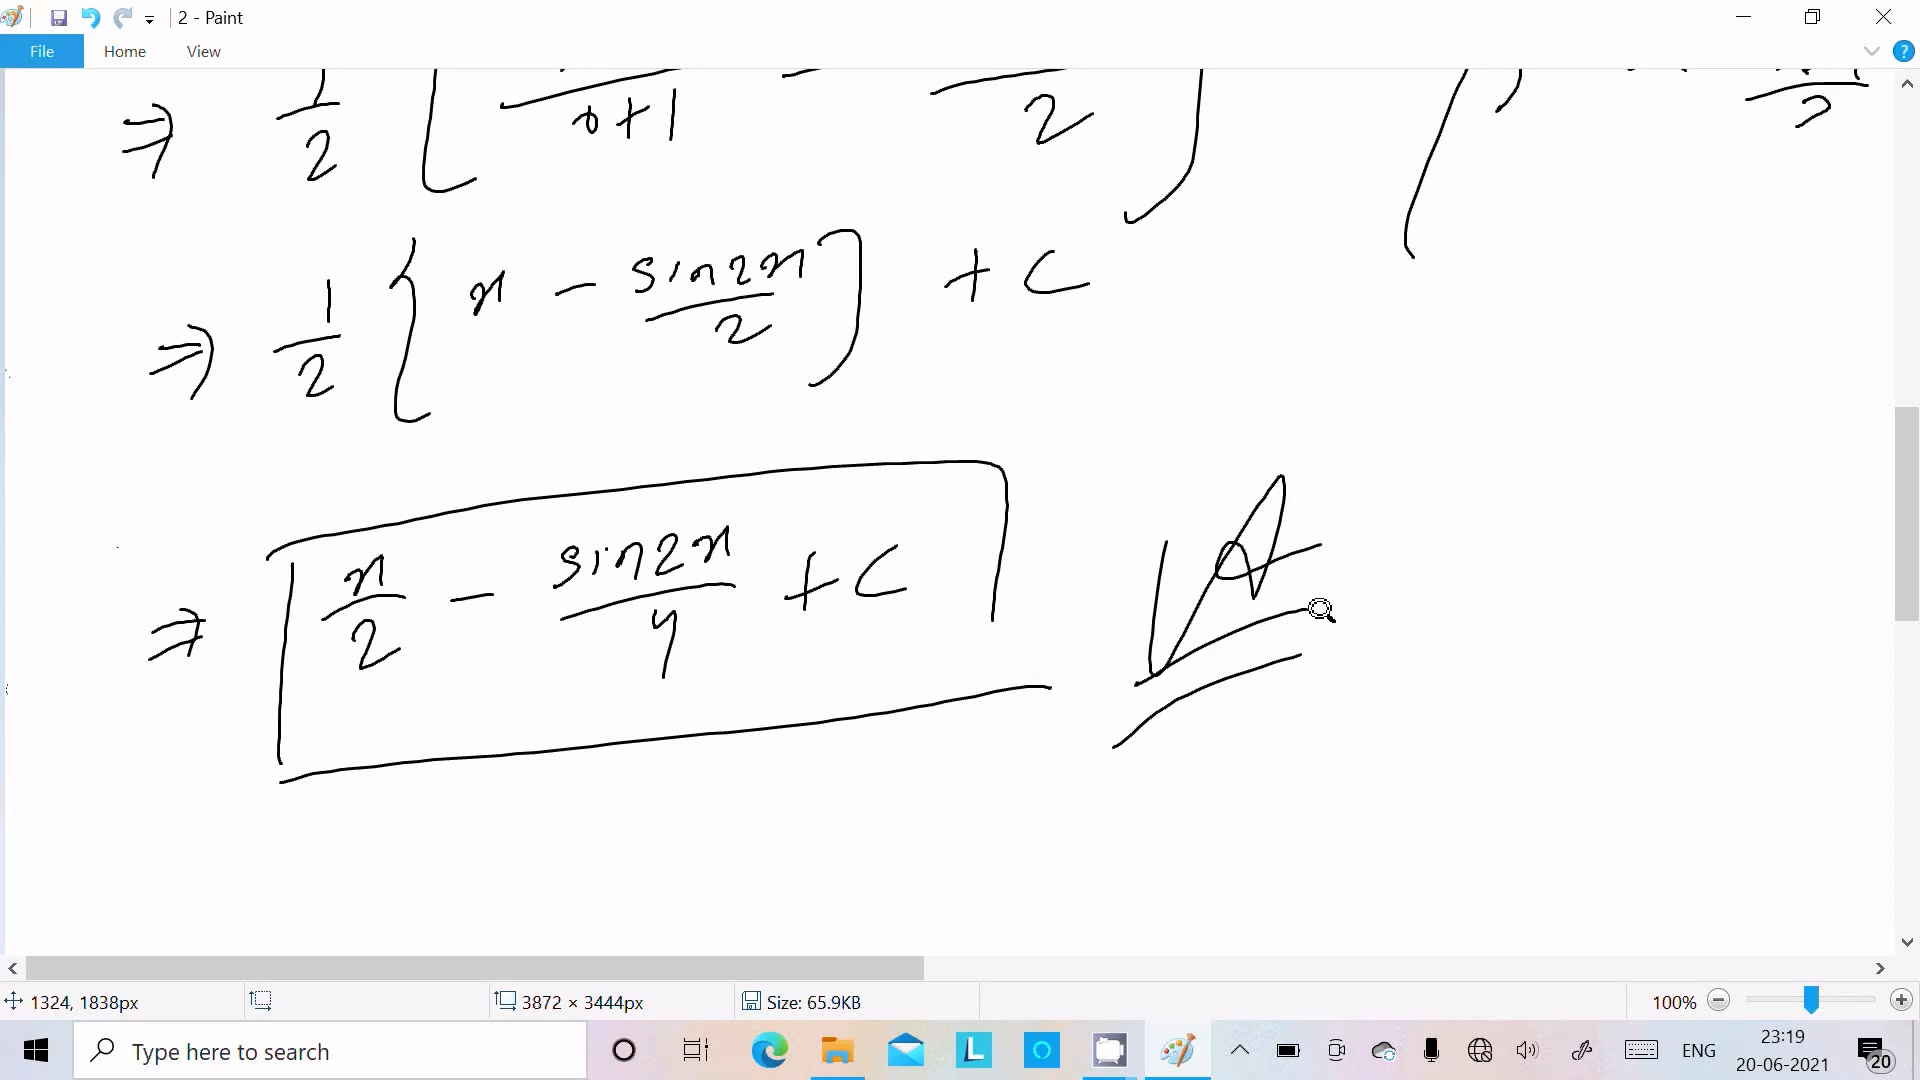 2 - Paint
File Home View
⇒ 1/2 [ /0+1 - /2 ]
⇒ 1/2 { x - sin2x/2 } + C
⇒ x/2 - sin2x/4 + C
1324, 1838px 3872 × 3444px Size: 65.9KB 100%
Type here to search
L ENG 23:19
20-06-2021 20